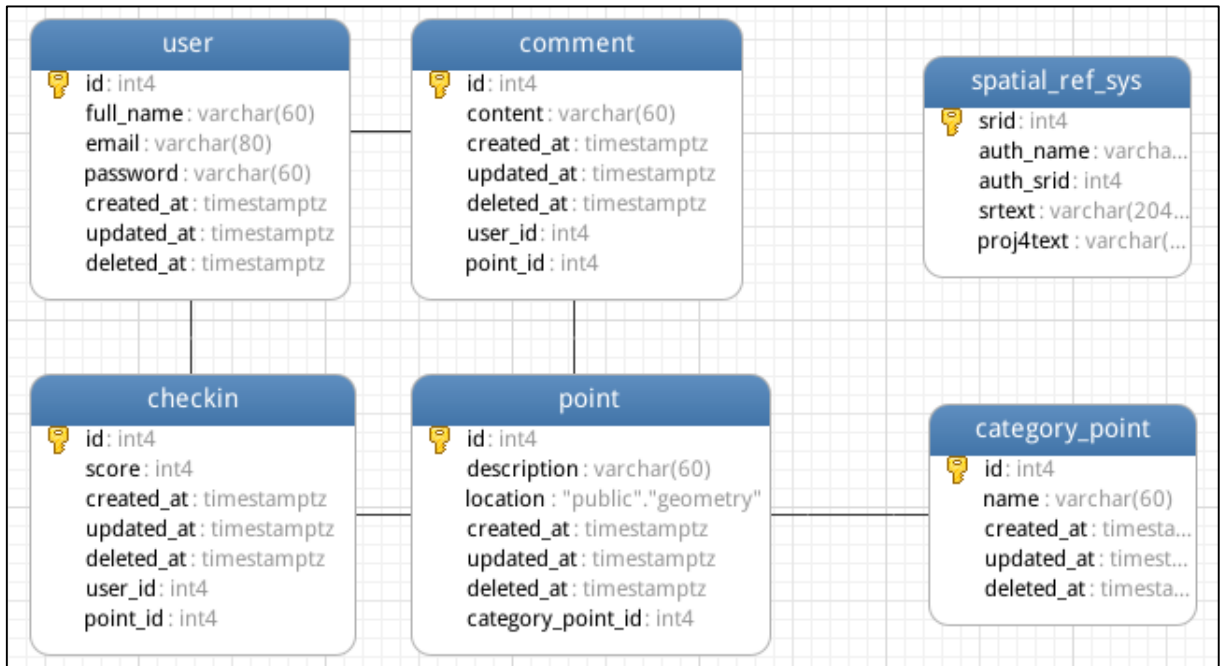 user
id: int4
full_name: varchar(60)
email: varchar(80)
password: varchar(60)
created_at: timestamptz
updated_at: timestamptz
deleted_at: timestamptz
comment
id: int4
content: varchar(60)
created_at: timestamptz
updated_at: timestamptz
deleted_at: timestamptz
user_id: int4
point_id: int4
spatial_ref_sys
srid: int4
auth_name: varcha...
auth_srid: int4
srtext: varchar(204...
proj4text: varchar(...
checkin
id: int4
score: int4
created_at: timestamptz
updated_at: timestamptz
deleted_at: timestamptz
user_id: int4
point_id: int4
point
id: int4
description: varchar(60)
location: "public"."geometry"
created_at: timestamptz
updated_at: timestamptz
deleted_at: timestamptz
category_point_id: int4
category_point
id: int4
name: varchar(60)
created_at: timesta...
updated_at: timest...
deleted_at: timesta...